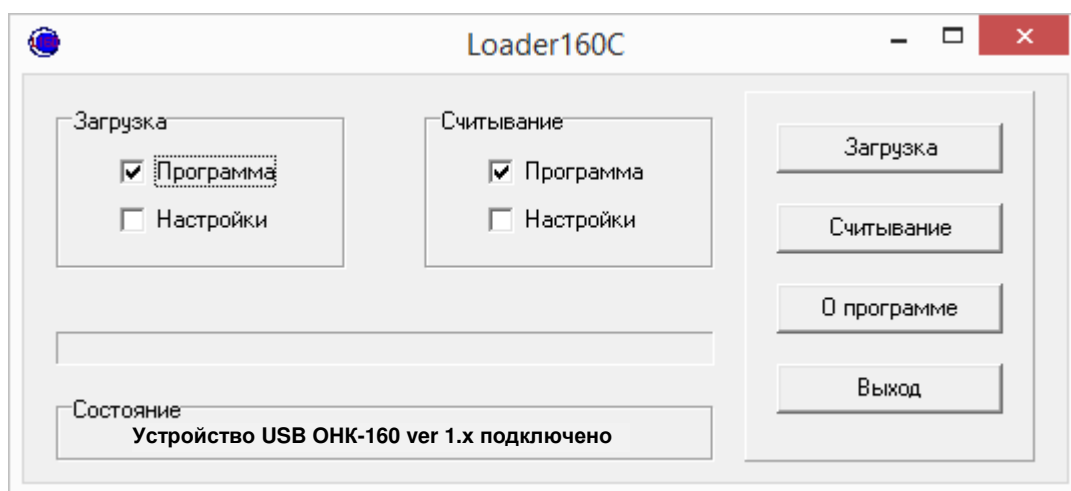 Loader160C
Загрузка
Программа
Настройки
Считывание
Программа
Настройки
Загрузка
Считывание
О программе
Выход
Состояние
Устройство USB ОНК-160 ver 1.x подключено